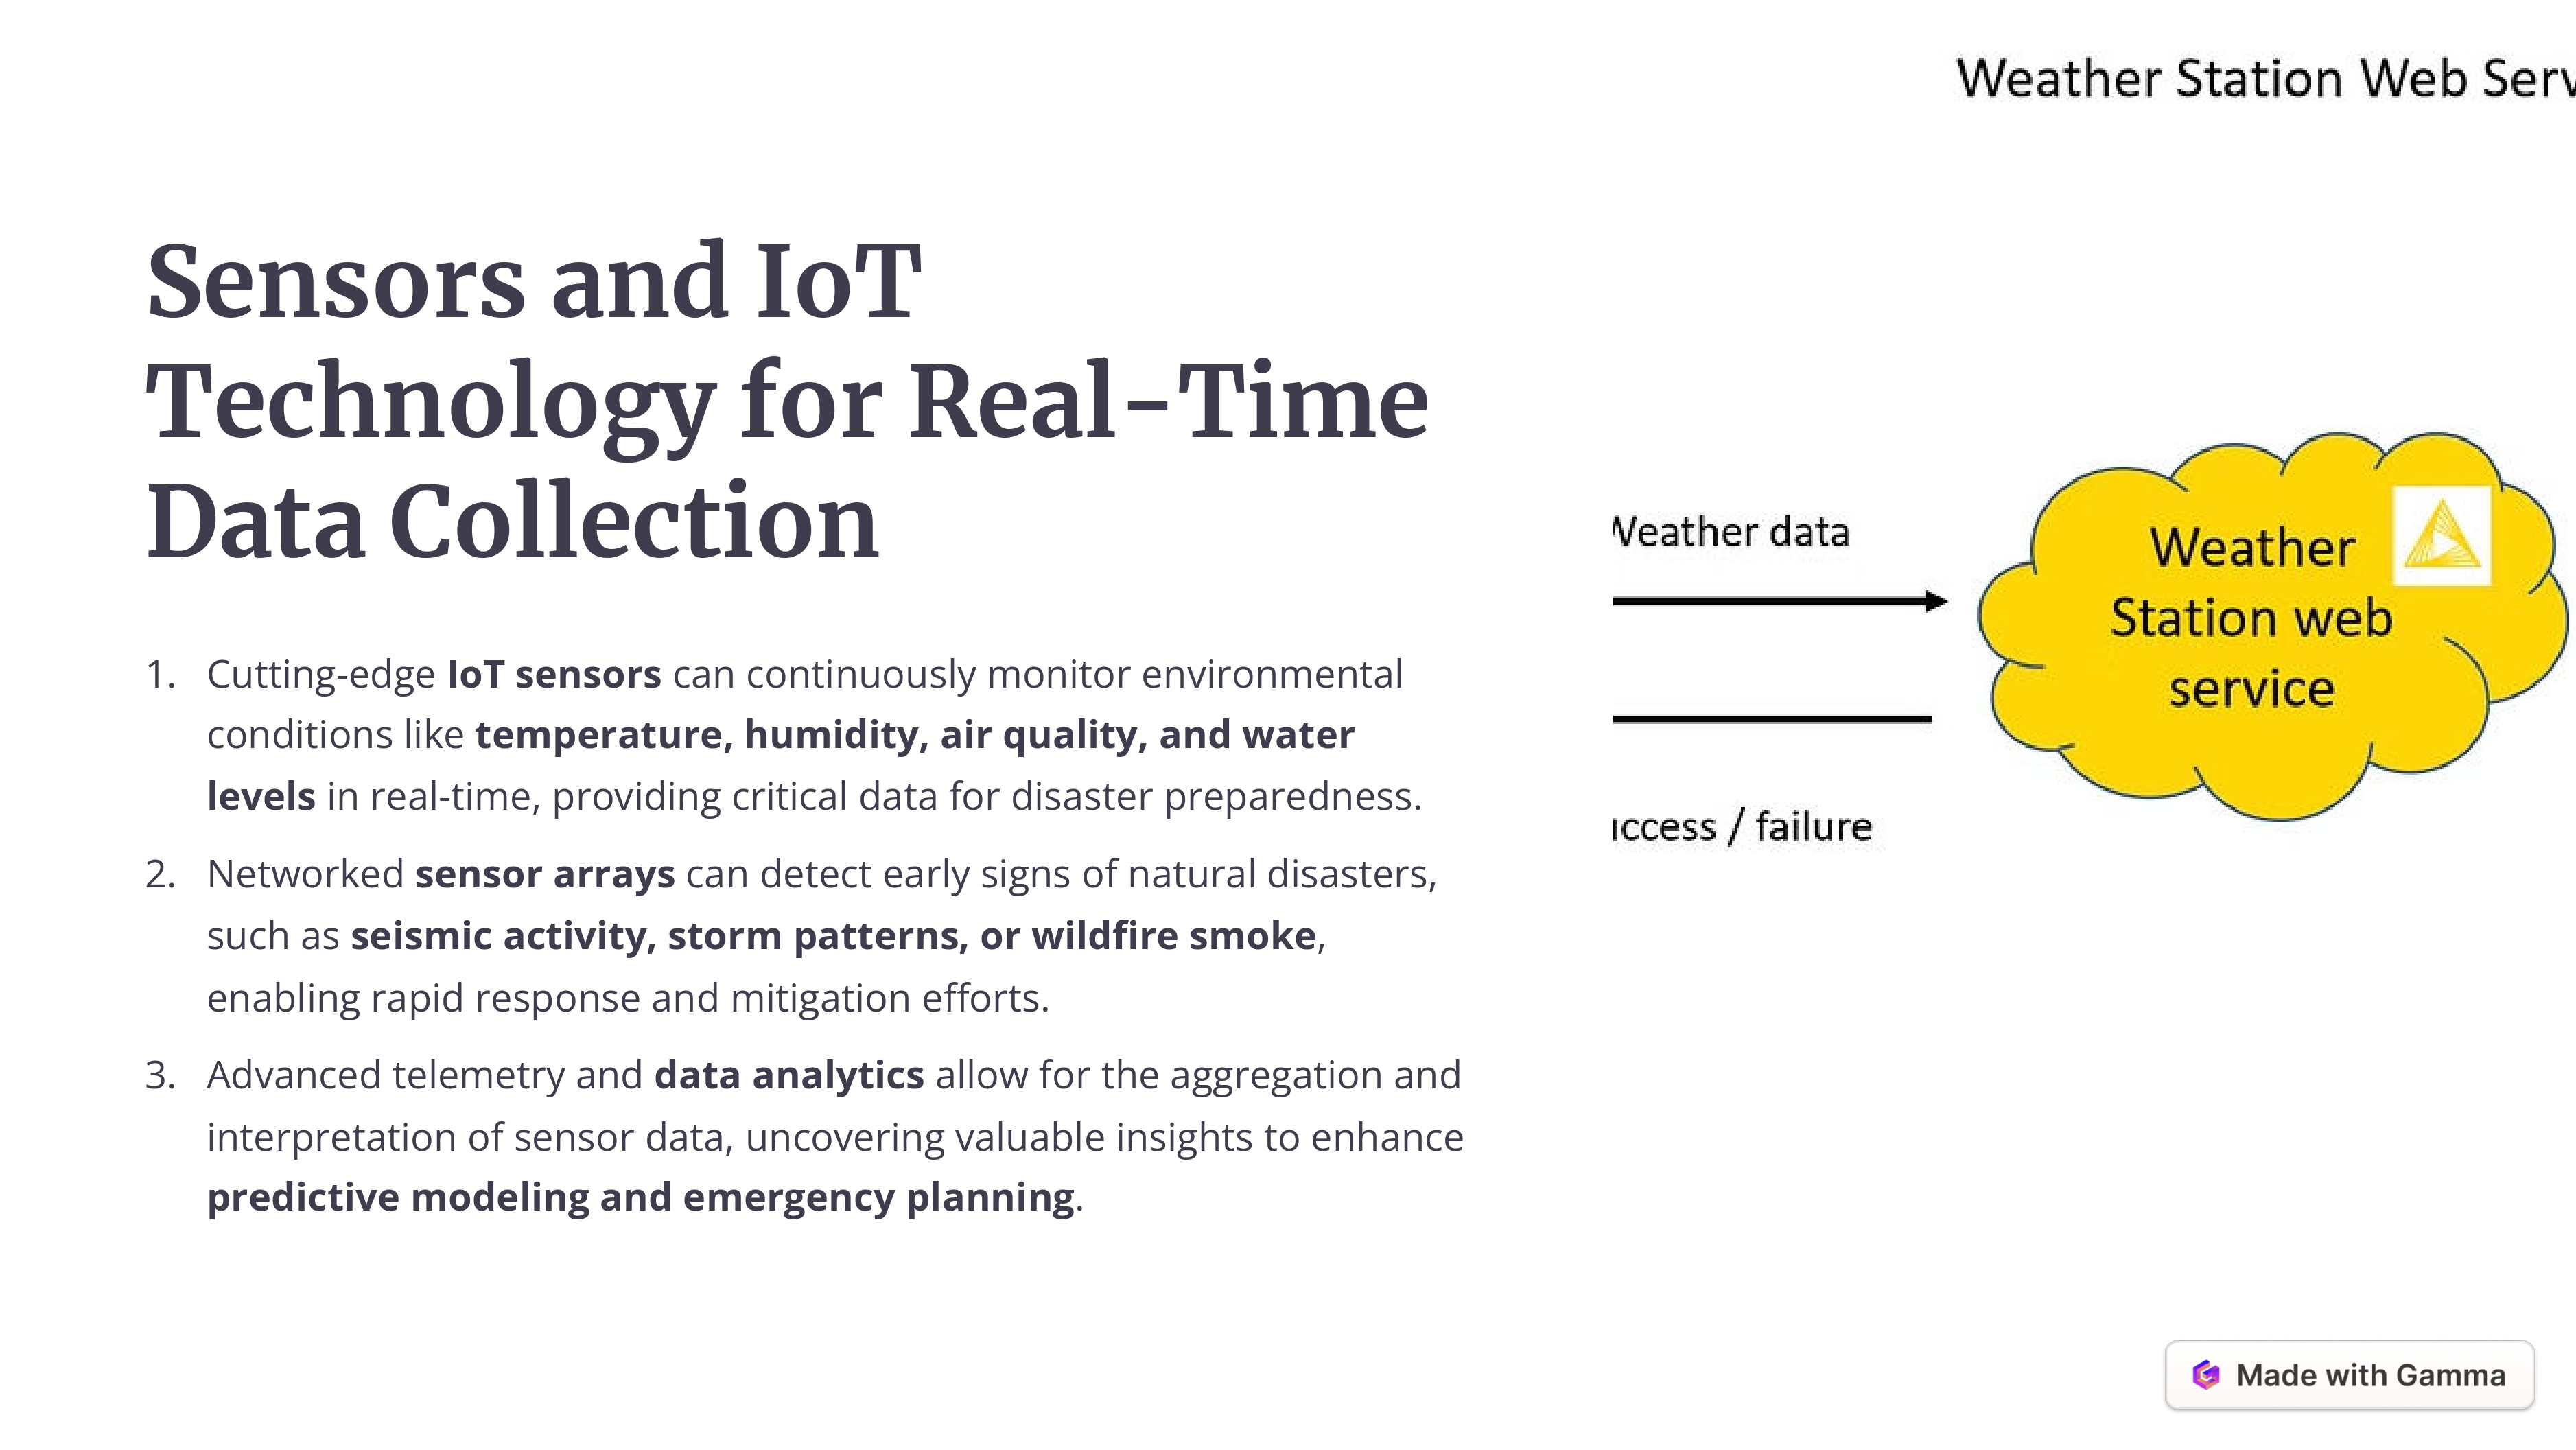 Weather Station Web Serv
Sensors and IoT
Technology for Real-Time
Data Collection
1. Cutting-edge IoT sensors can continuously monitor environmental
conditions like temperature, humidity, air quality, and water
levels in real-time, providing critical data for disaster preparedness.
2. Networked sensor arrays can detect early signs of natural disasters,
such as seismic activity, storm patterns, or wildfire smoke,
enabling rapid response and mitigation efforts.
3. Advanced telemetry and data analytics allow for the aggregation and
interpretation of sensor data, uncovering valuable insights to enhance
predictive modeling and emergency planning.
Weather data
uccess / failure
Weather
Station web
service
Made with Gamma